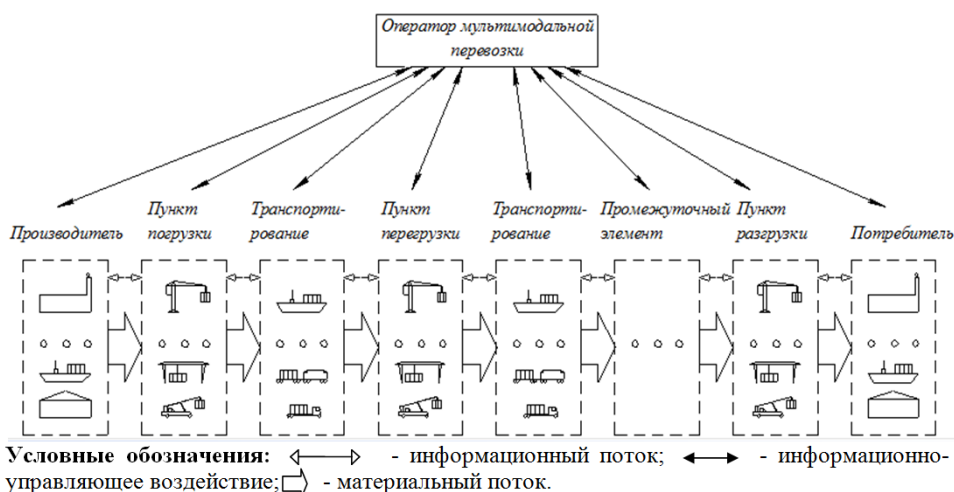 Оператор мультимодальной
перевозки
Производитель
Пункт
погрузки
Транспорти-
рование
Пункт
перегрузки
Транспорти-
рование
Промежуточный
элемент
Пункт
разгрузки
Потребитель
Условные обозначения: - информационный поток; - информационно-
управляющее воздействие; - материальный поток.